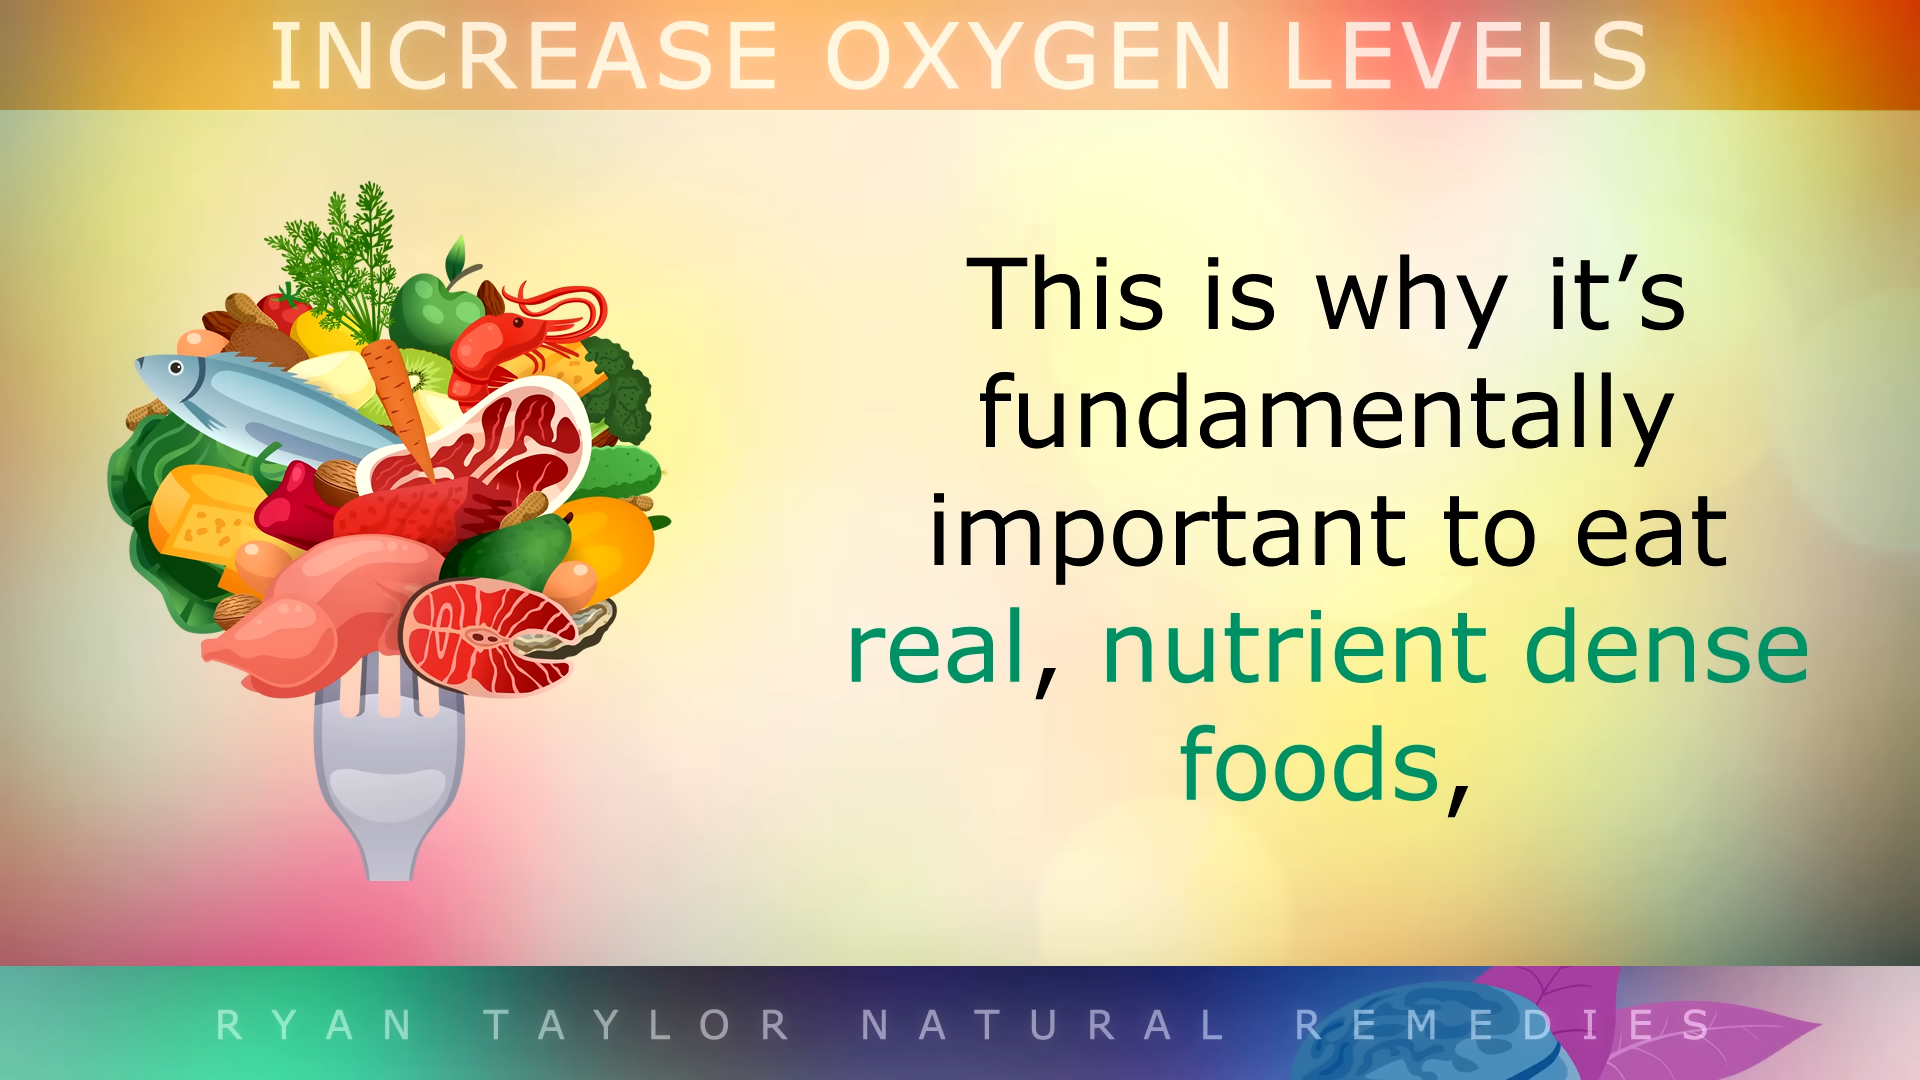 INCREASE OXYGEN LEVELS
This is why it’s
fundamentally
important to eat
real, nutrient dense
foods,
RYAN TAYLOR NATURAL REMEDIES